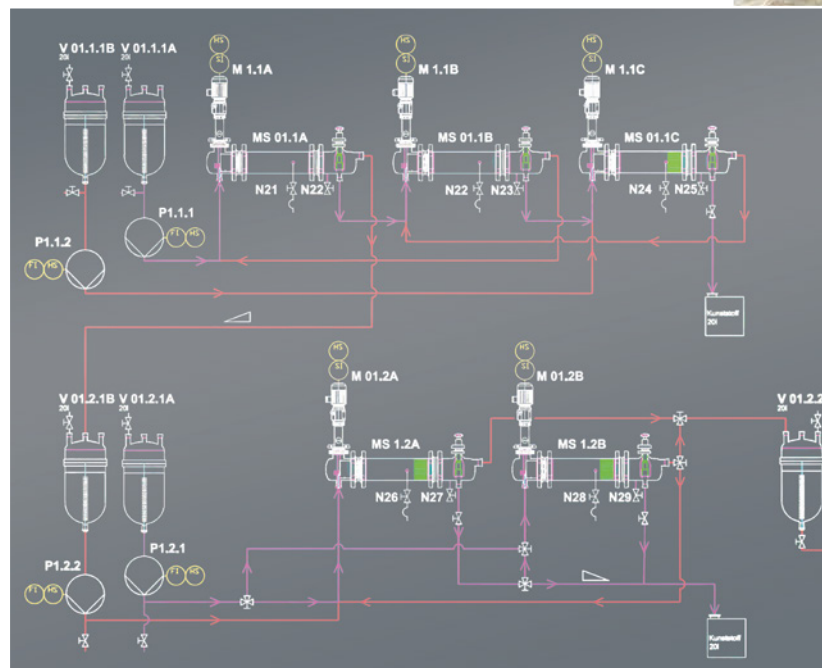 V 01.1.1B V 01.1.1A
20l 20l
HS HS HS
SI SI SI
M 1.1A M 1.1B M 1.1C
MS 01.1A MS 01.1B MS 01.1C
N21 N22 N22 N23 N24 N25
P1.1.1
FI HS
P1.1.2
FI HS
Kunststoff
20l
HS HS
SI SI
V 01.2.1B V 01.2.1A M 01.2A M 01.2B V 01.2.2
20l 20l 20l
MS 1.2A MS 1.2B
N26 N27 N28 N29
P1.2.2 P1.2.1
FI HS
FI HS
Kunststoff
20l